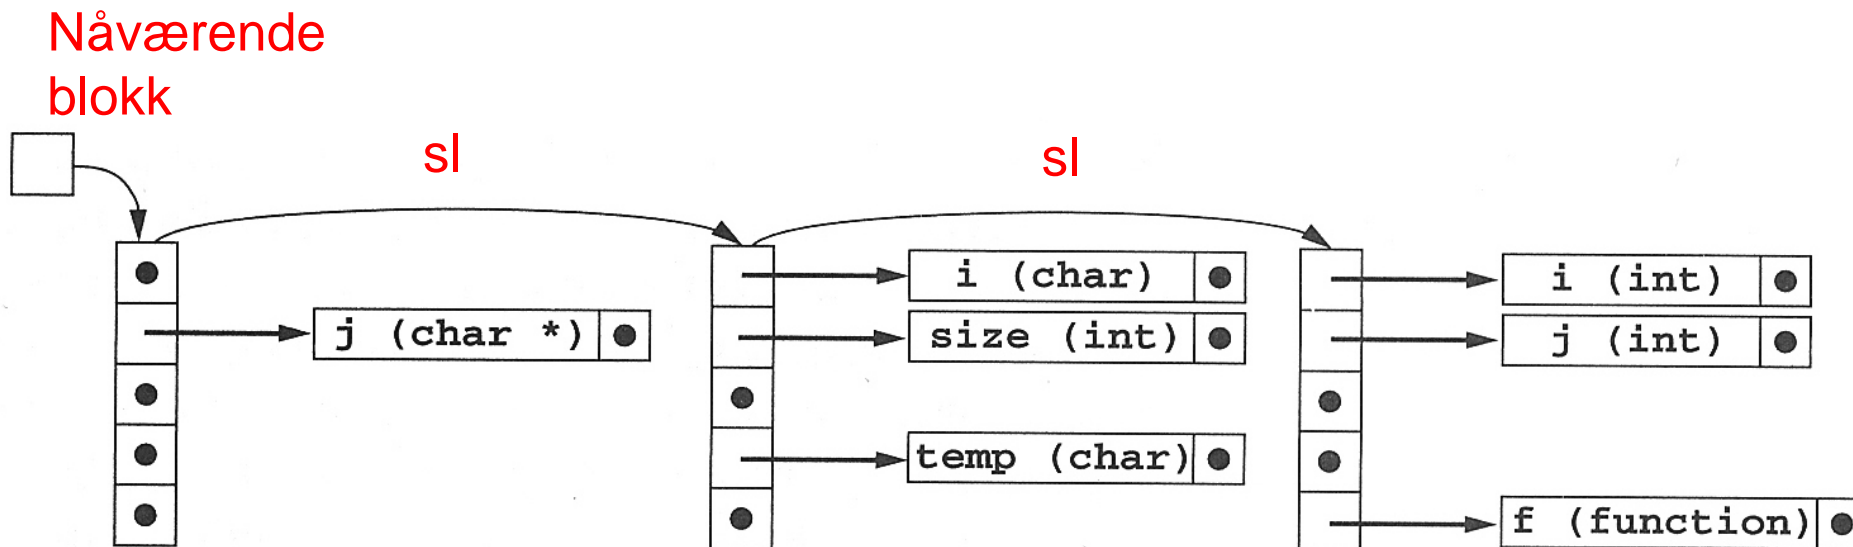 Nåværende
blokk
sl
sl
i (char)
i (int)
j (char *)
size (int)
j (int)
temp (char)
f (function)